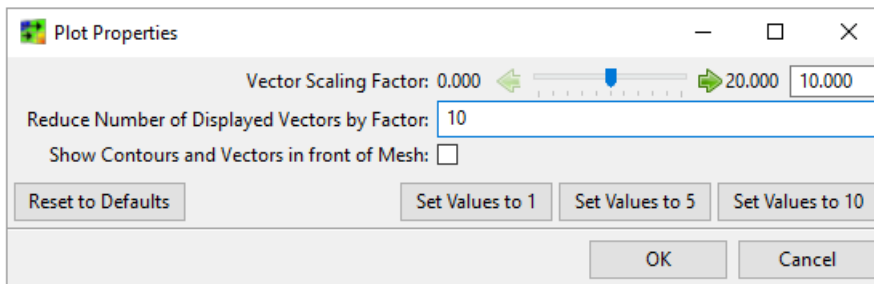 Plot Properties
Vector Scaling Factor: 0.000 20.000 10.000
Reduce Number of Displayed Vectors by Factor: 10
Show Contours and Vectors in front of Mesh:
Reset to Defaults Set Values to 1 Set Values to 5 Set Values to 10
OK Cancel